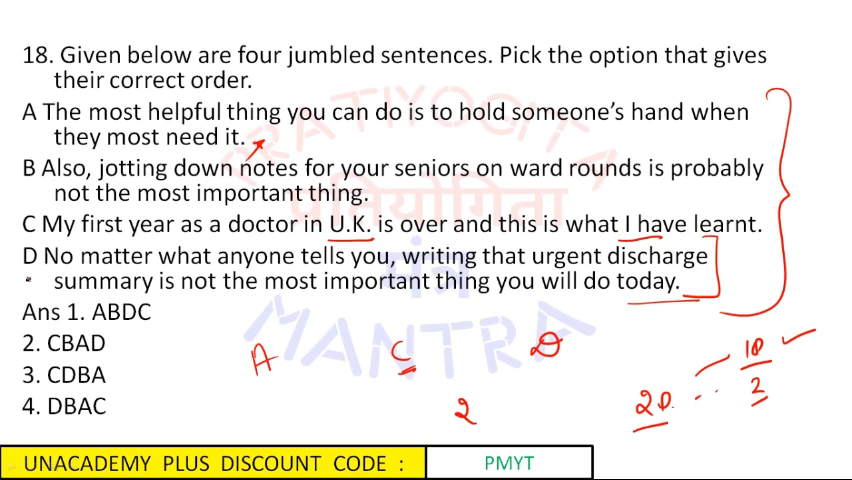 18. Given below are four jumbled sentences. Pick the option that gives
their correct order.
A The most helpful thing you can do is to hold someone's hand when
they most need it.
B Also, jotting down notes for your seniors on ward rounds is probably
not the most important thing.
C My first year as a doctor in U.K. is over and this is what I have learnt.
D No matter what anyone tells you, writing that urgent discharge
summary is not the most important thing you will do today.
Ans 1. ABDC
2. CBAD
3. CDBA
4. DBAC
A C D
2
PRATIYOGITA
प्रतियोगिता
मंत्र
MANTRA
UNACADEMY PLUS DISCOUNT CODE : PMYT